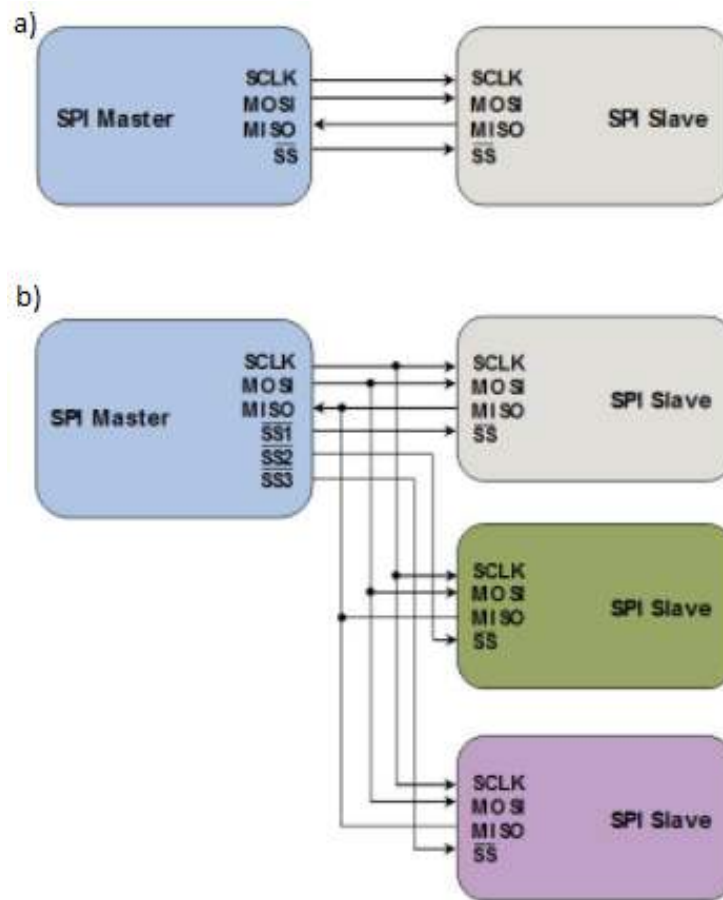 a)
SPI Master
SCLK
MOSI
MISO
SS
SCLK
MOSI
MISO
SS
SPI Slave
b)
SPI Master
SCLK
MOSI
MISO
SS1
SS2
SS3
SCLK
MOSI
MISO
SS
SPI Slave
SCLK
MOSI
MISO
SS
SPI Slave
SCLK
MOSI
MISO
SS
SPI Slave